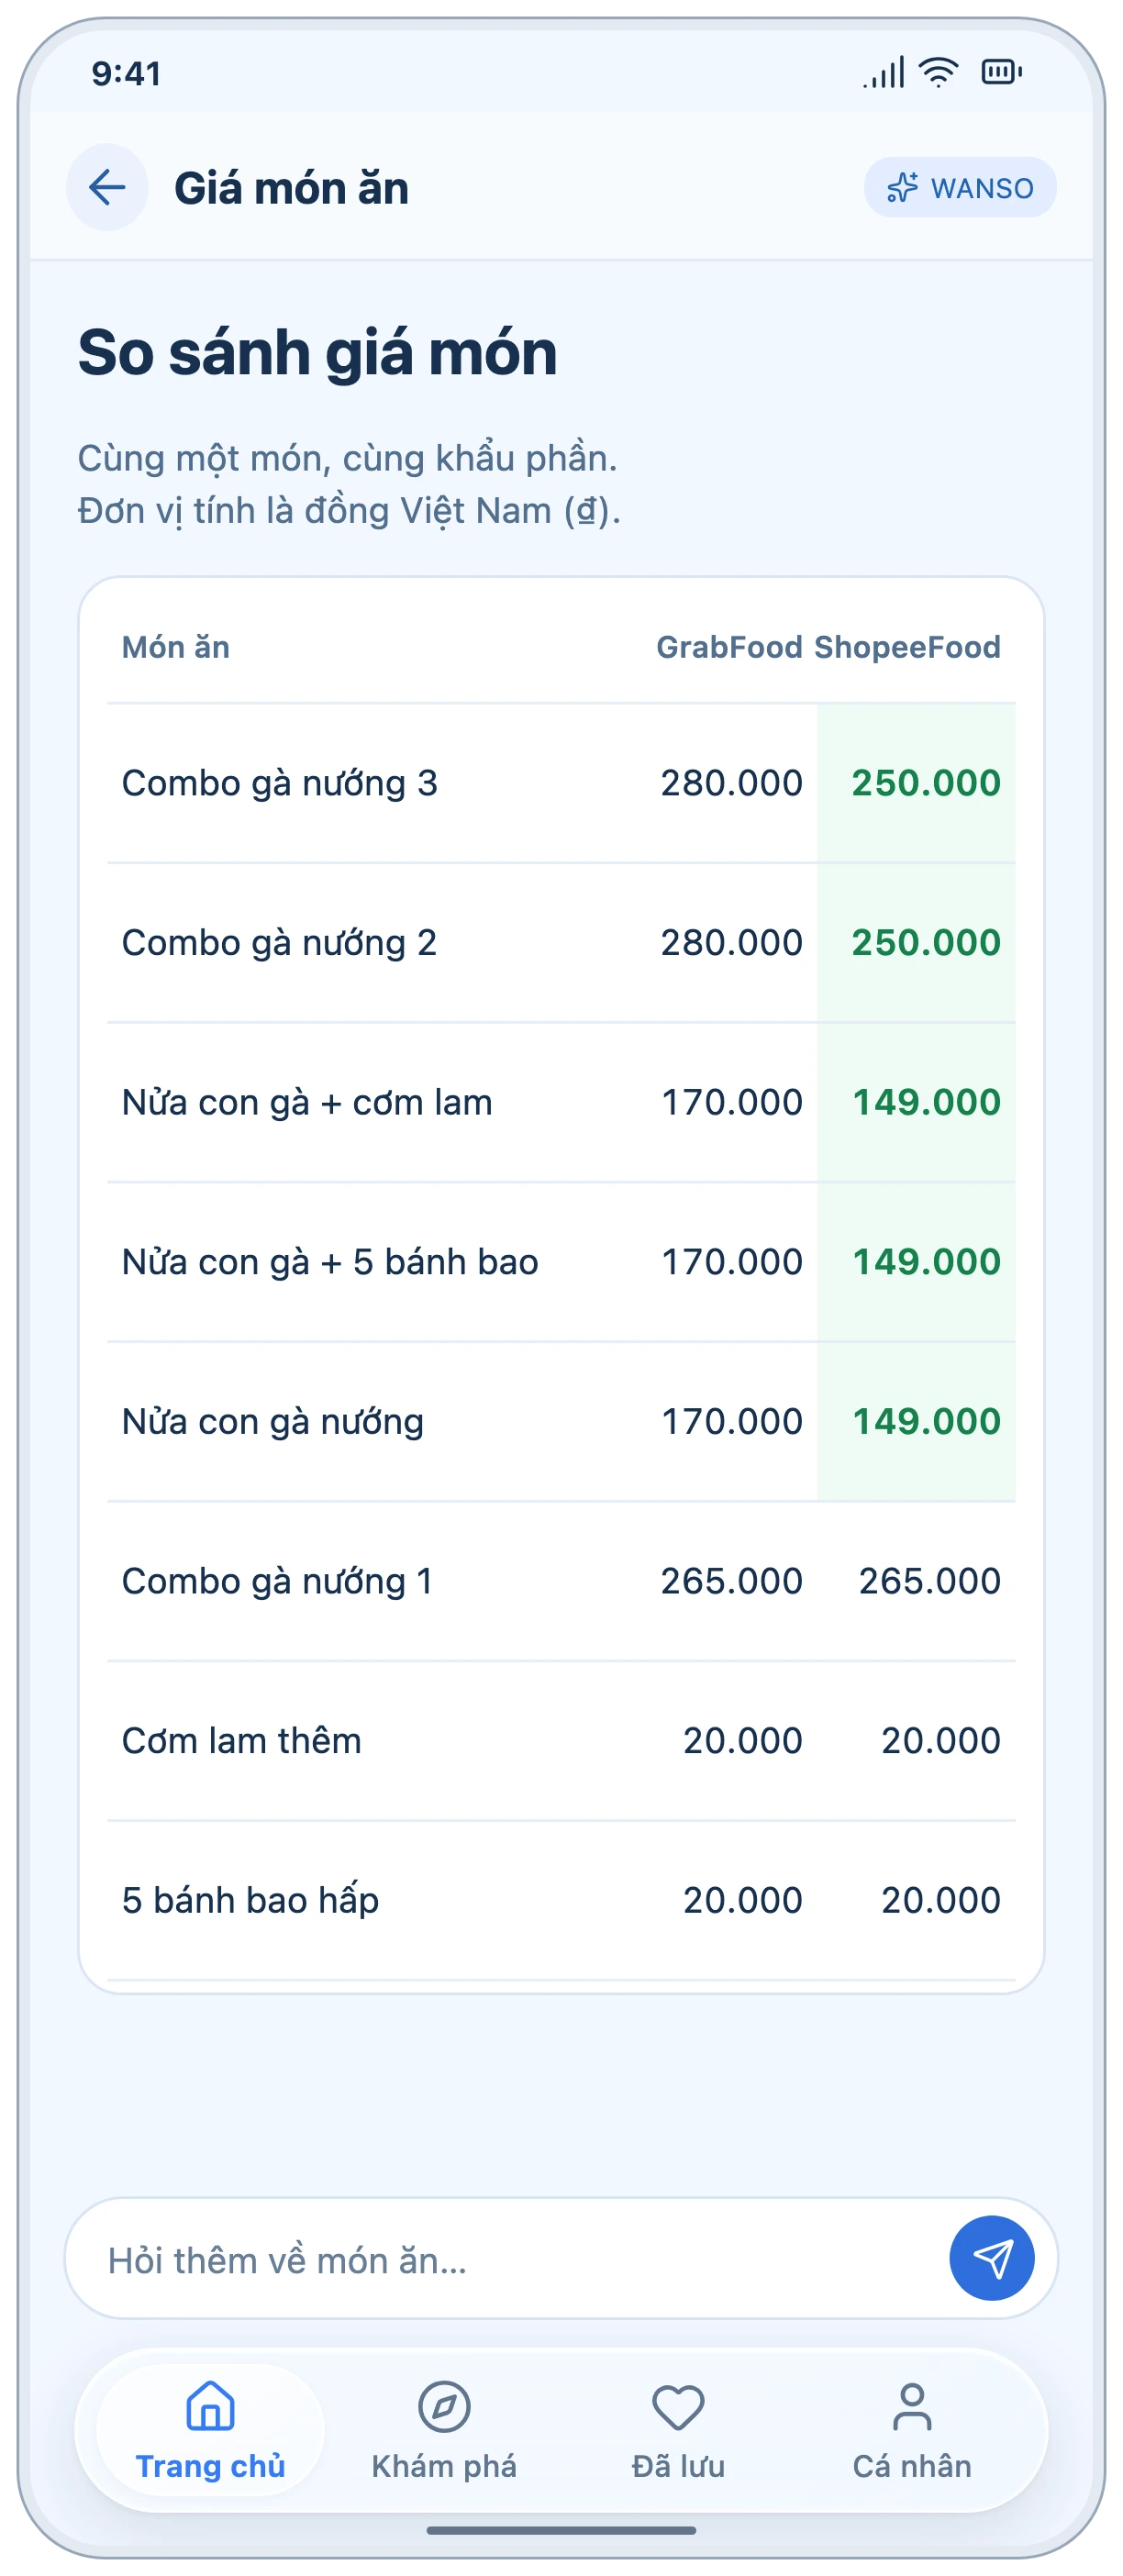 9:41
Giá món ăn
WANSO
So sánh giá món
Cùng một món, cùng khẩu phần.
Đơn vị tính là đồng Việt Nam (₫).
Món ăn GrabFood ShopeeFood
Combo gà nướng 3 280.000 250.000
Combo gà nướng 2 280.000 250.000
Nửa con gà + cơm lam 170.000 149.000
Nửa con gà + 5 bánh bao 170.000 149.000
Nửa con gà nướng 170.000 149.000
Combo gà nướng 1 265.000 265.000
Cơm lam thêm 20.000 20.000
5 bánh bao hấp 20.000 20.000
Hỏi thêm về món ăn...
Trang chủ Khám phá Đã lưu Cá nhân